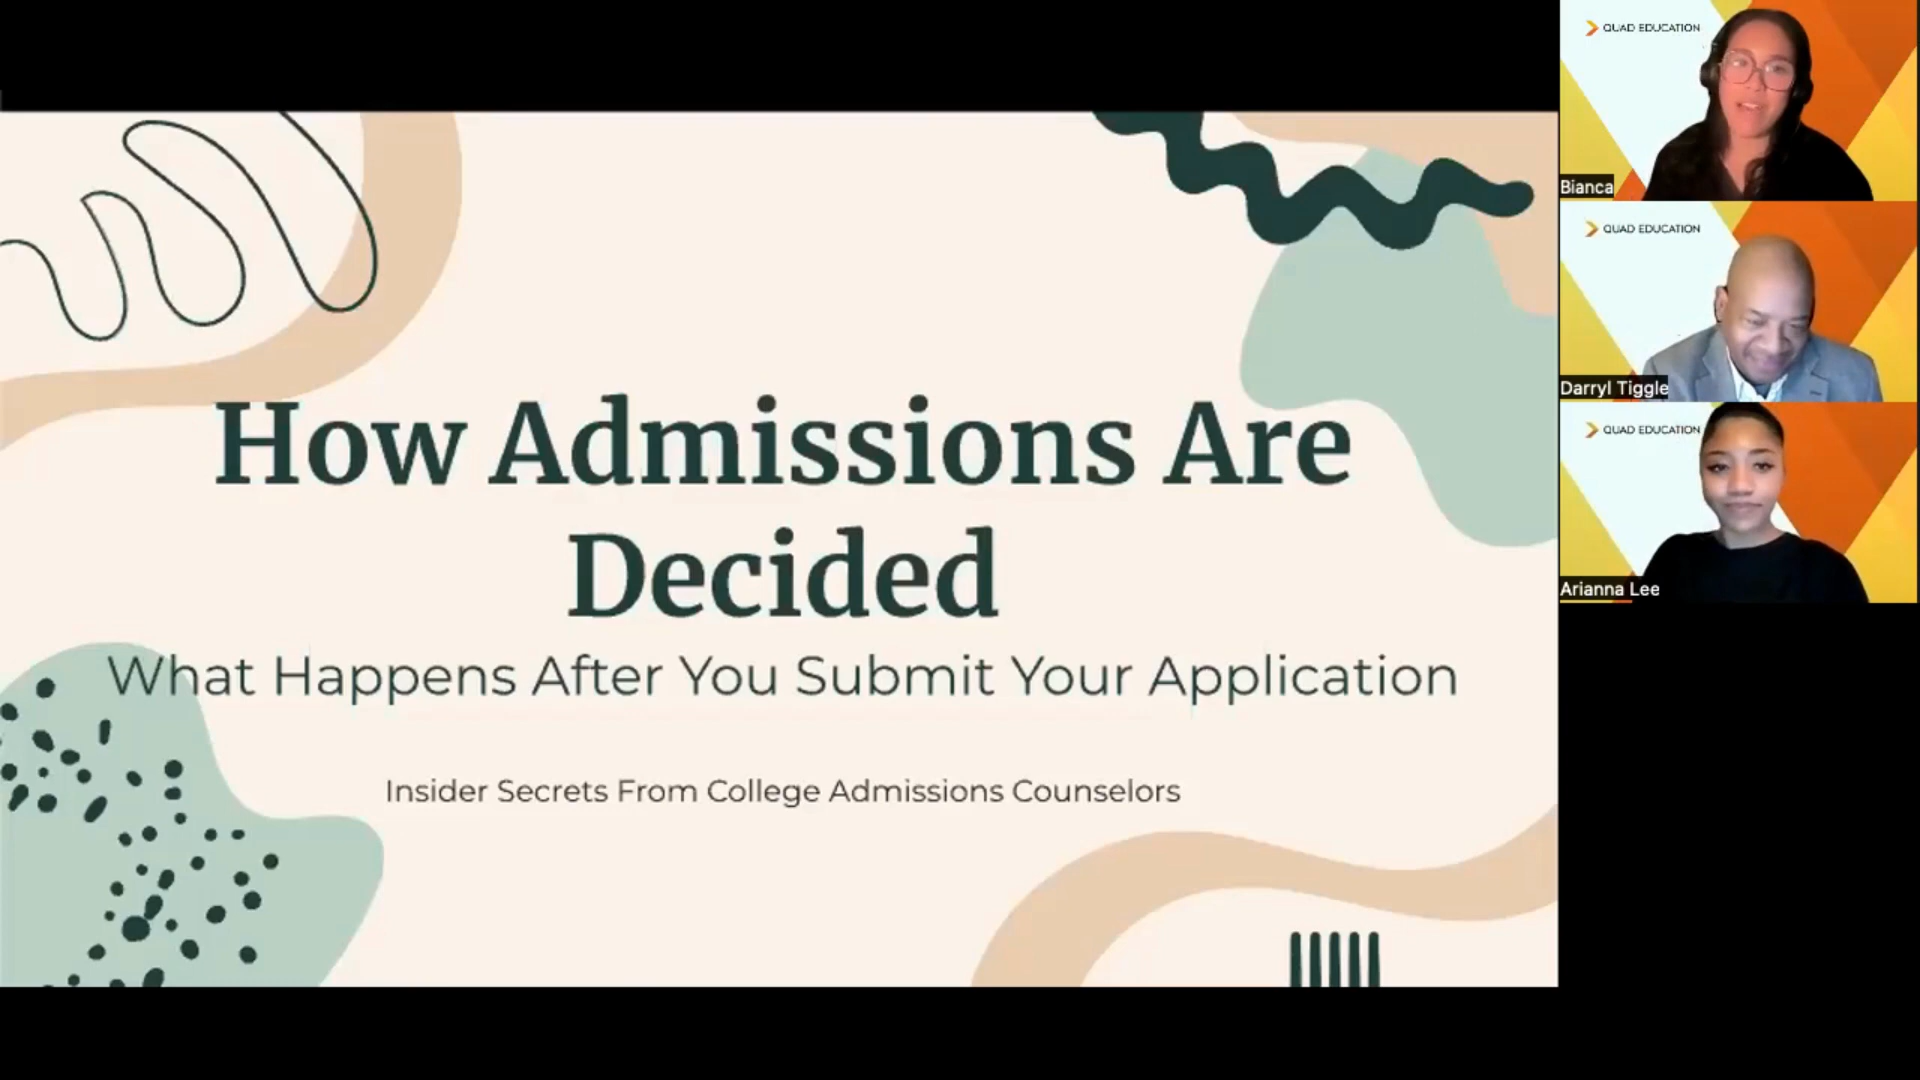 How Admissions Are
Decided
What Happens After You Submit Your Application
Insider Secrets From College Admissions Counselors
QUAD EDUCATION
Bianca
QUAD EDUCATION
Darryl Tiggle
QUAD EDUCATION
Arianna Lee